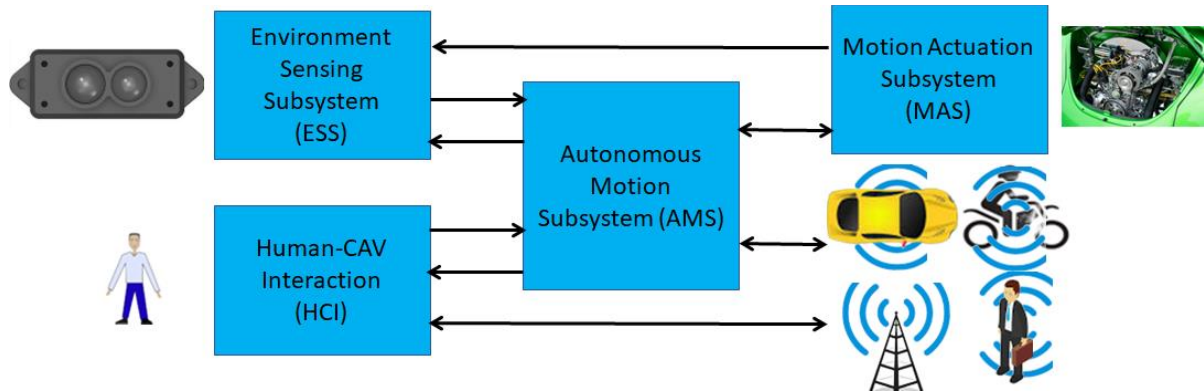 Environment
Sensing
Subsystem
(ESS)
Motion Actuation
Subsystem
(MAS)
Autonomous
Motion
Subsystem (AMS)
Human-CAV
Interaction
(HCI)